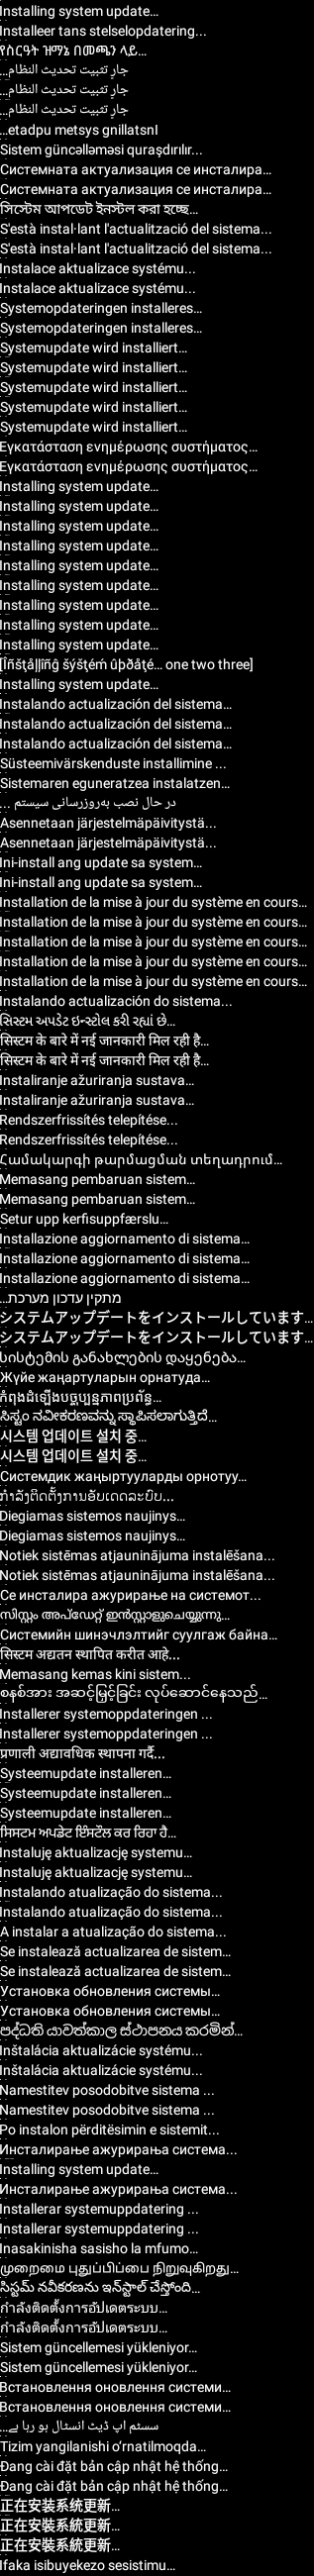 Installing system update…
Installeer tans stelselopdatering...
የስርዓት ዝማኔ በመጫን ላይ…
جارٍ تثبيت تحديث النظام…
جارٍ تثبيت تحديث النظام…
جارٍ تثبيت تحديث النظام…
…etadpu metsys gnillatsnI
Sistem güncəlləməsi quraşdırılır...
Системната актуализация се инсталира…
Системната актуализация се инсталира…
সিস্টেম আপডেট ইনস্টল করা হচ্ছে…
S'està instal·lant l'actualització del sistema...
S'està instal·lant l'actualització del sistema...
Instalace aktualizace systému...
Instalace aktualizace systému...
Systemopdateringen installeres…
Systemopdateringen installeres…
Systemupdate wird installiert…
Systemupdate wird installiert…
Systemupdate wird installiert…
Systemupdate wird installiert…
Systemupdate wird installiert…
Εγκατάσταση ενημέρωσης συστήματος…
Εγκατάσταση ενημέρωσης συστήματος…
Installing system update…
Installing system update…
Installing system update…
Installing system update…
Installing system update…
Installing system update…
Installing system update…
Installing system update…
Installing system update…
[Îñšţåļļîñĝ šýšţéḿ ûþðåţé… one two three]
Installing system update…
Instalando actualización del sistema…
Instalando actualización del sistema…
Instalando actualización del sistema…
Süsteemivärskenduste installimine ...
Sistemaren eguneratzea instalatzen…
در حال نصب به‌روزرسانی سیستم ...
Asennetaan järjestelmäpäivitystä...
Asennetaan järjestelmäpäivitystä...
Ini-install ang update sa system…
Ini-install ang update sa system…
Installation de la mise à jour du système en cours…
Installation de la mise à jour du système en cours…
Installation de la mise à jour du système en cours…
Installation de la mise à jour du système en cours…
Installation de la mise à jour du système en cours…
Instalando actualización do sistema...
સિસ્ટમ અપડેટ ઇન્સ્ટોલ કરી રહ્યાં છે…
सिस्टम के बारे में नई जानकारी मिल रही है…
सिस्टम के बारे में नई जानकारी मिल रही है…
Instaliranje ažuriranja sustava…
Instaliranje ažuriranja sustava…
Rendszerfrissítés telepítése...
Rendszerfrissítés telepítése...
Համակարգի թարմացման տեղադրում…
Memasang pembaruan sistem…
Memasang pembaruan sistem…
Setur upp kerfisuppfærslu…
Installazione aggiornamento di sistema…
Installazione aggiornamento di sistema…
Installazione aggiornamento di sistema…
מתקין עדכון מערכת…
システムアップデートをインストールしています…
システムアップデートをインストールしています…
სისტემის განახლების დაყენება…
Жүйе жаңартуларын орнатуда…
កំពុងដំឡើងបច្ចុប្បន្នភាពប្រព័ន្ធ…
ಸಿಸ್ಟಂ ನವೀಕರಣವನ್ನು ಸ್ಥಾಪಿಸಲಾಗುತ್ತಿದೆ…
시스템 업데이트 설치 중…
시스템 업데이트 설치 중…
Системдик жаңыртууларды орнотуу…
ກຳລັງຕິດຕັ້ງການອັບເດດລະບົບ...
Diegiamas sistemos naujinys…
Diegiamas sistemos naujinys…
Notiek sistēmas atjauninājuma instalēšana...
Notiek sistēmas atjauninājuma instalēšana...
Се инсталира ажурирање на системот...
സിസ്റ്റം അപ്ഡേറ്റ് ഇൻസ്റ്റാളുചെയ്യുന്നു…
Системийн шинэчлэлтийг суулгаж байна…
सिस्टम अद्यतन स्थापित करीत आहे...
Memasang kemas kini sistem…
စနစ်အား အဆင့်မြှင့်ခြင်း လုပ်ဆောင်နေသည်…
Installerer systemoppdateringen ...
Installerer systemoppdateringen ...
प्रणाली अद्यावधिक स्थापना गर्दै...
Systeemupdate installeren…
Systeemupdate installeren…
Systeemupdate installeren…
ਸਿਸਟਮ ਅਪਡੇਟ ਇੰਸਟੌਲ ਕਰ ਰਿਹਾ ਹੈ…
Instaluję aktualizację systemu…
Instaluję aktualizację systemu…
Instalando atualização do sistema...
Instalando atualização do sistema...
A instalar a atualização do sistema...
Se instalează actualizarea de sistem…
Se instalează actualizarea de sistem…
Установка обновления системы…
Установка обновления системы…
පද්ධති යාවත්කාල ස්ථාපනය කරමින්…
Inštalácia aktualizácie systému...
Inštalácia aktualizácie systému...
Namestitev posodobitve sistema ...
Namestitev posodobitve sistema ...
Po instalon përditësimin e sistemit...
Инсталирање ажурирања система...
Installing system update…
Инсталирање ажурирања система...
Installerar systemuppdatering ...
Installerar systemuppdatering ...
Inasakinisha sasisho la mfumo…
முறைமை புதுப்பிப்பை நிறுவுகிறது…
సిస్టమ్ నవీకరణను ఇన్‌స్టాల్ చేస్తోంది…
กำลังติดตั้งการอัปเดตระบบ…
กำลังติดตั้งการอัปเดตระบบ…
Sistem güncellemesi yükleniyor…
Sistem güncellemesi yükleniyor…
Встановлення оновлення системи…
Встановлення оновлення системи…
سسٹم اپ ڈیٹ انسٹال ہو رہا ہے…
Tizim yangilanishi o‘rnatilmoqda…
Đang cài đặt bản cập nhật hệ thống…
Đang cài đặt bản cập nhật hệ thống…
正在安装系统更新…
正在安裝系統更新…
正在安裝系統更新…
Ifaka isibuyekezo sesistimu…